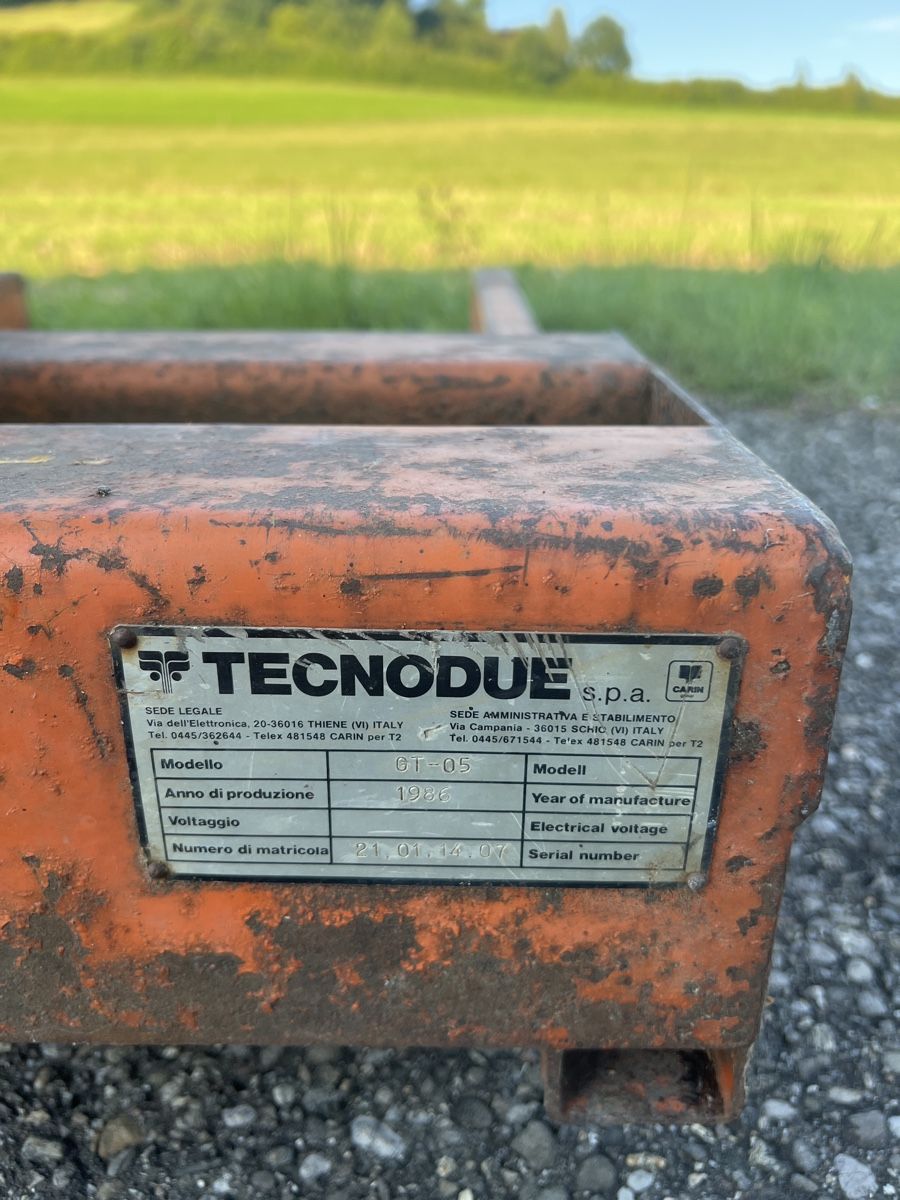 TECNODUE s.p.a.
CARIN
group
SEDE LEGALE
Via dell'Elettronica, 20-36016 THIENE (VI) ITALY
Tel. 0445/362644 - Telex 481548 CARIN per T2
SEDE AMMINISTRATIVA E STABILIMENTO
Via Campania - 36015 SCHIO (VI) ITALY
Tel. 0445/671544 - Telex 481548 CARIN per T2
Modello GT-05 Modell
Anno di produzione 1986 Year of manufacture
Voltaggio Electrical voltage
Numero di matricola 21.01.14.07 Serial number